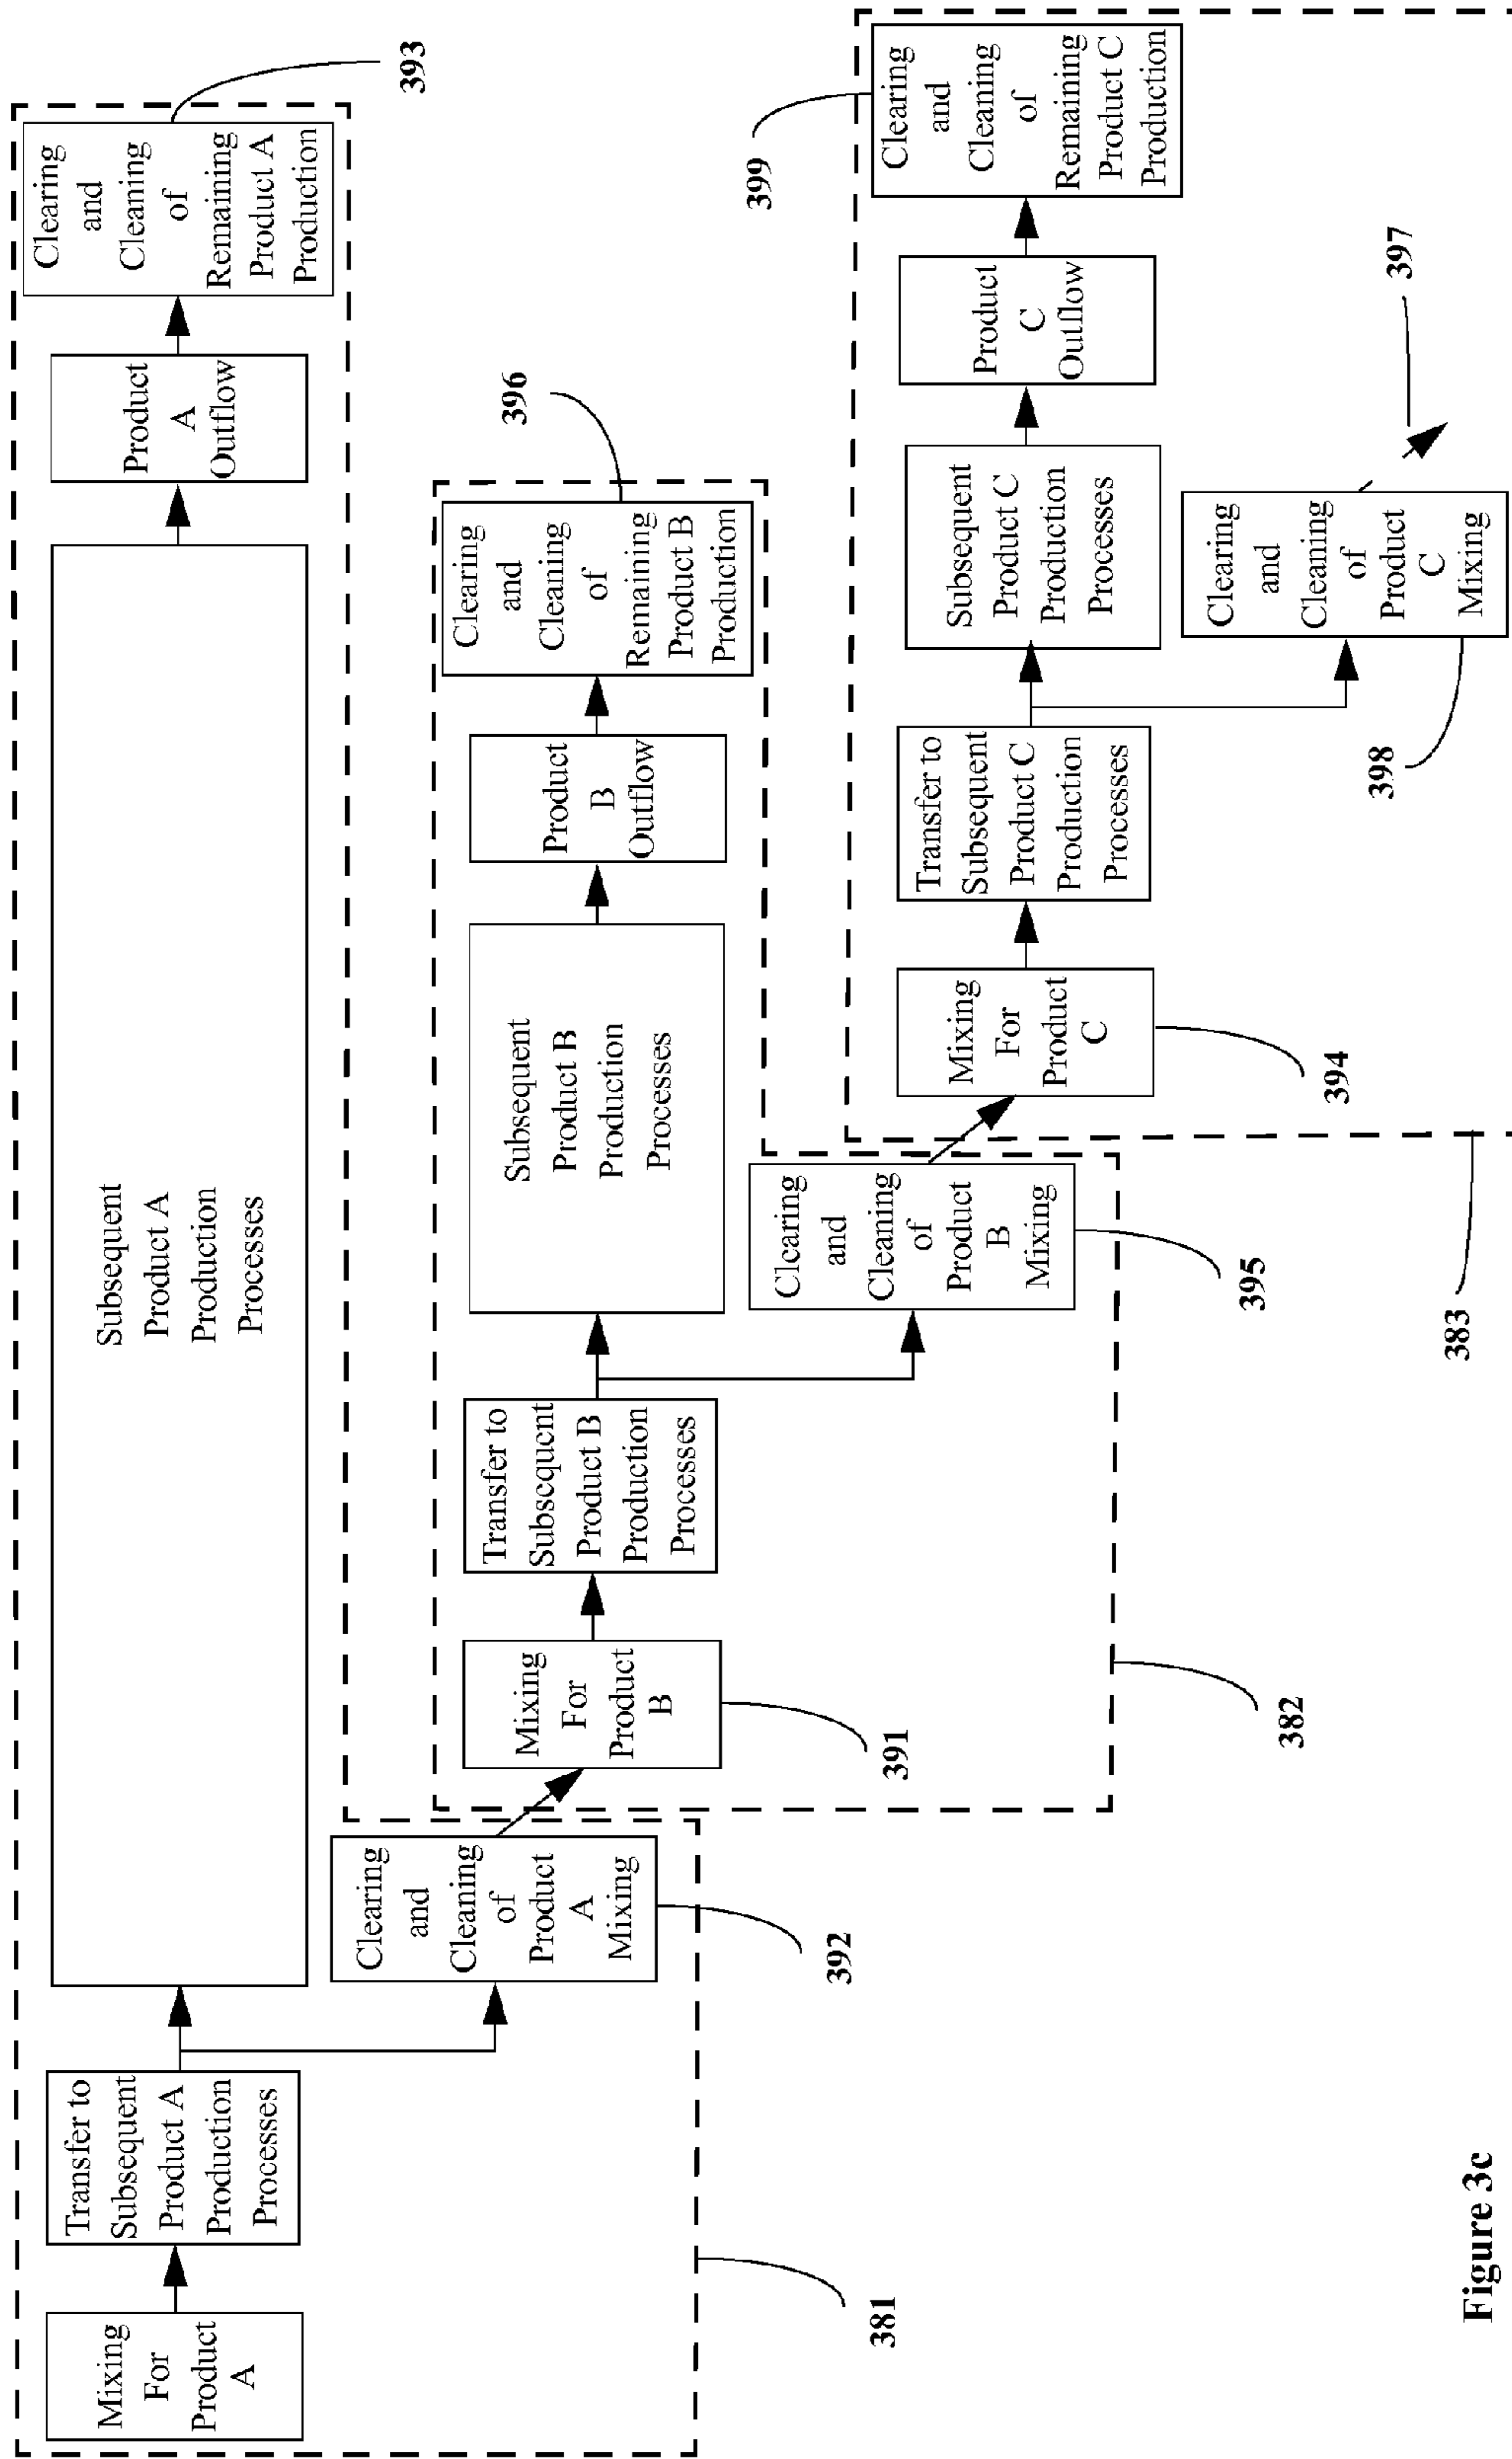 Mixing
For
Product
A
Transfer to
Subsequent
Product A
Production
Processes
Subsequent
Product A
Production
Processes
Product
A
Outflow
Clearing
and
Cleaning
of
Remaining
Product A
Production
393
Clearing
and
Cleaning
of
Product
A
Mixing
392
381
Mixing
For
Product
B
391
Transfer to
Subsequent
Product B
Production
Processes
Subsequent
Product B
Production
Processes
Product
B
Outflow
Clearing
and
Cleaning
of
Remaining
Product B
Production
396
Clearing
and
Cleaning
of
Product
B
Mixing
395
382
Mixing
For
Product
C
394
Transfer to
Subsequent
Product C
Production
Processes
Subsequent
Product C
Production
Processes
Product
C
Outflow
Clearing
and
Cleaning
of
Remaining
Product C
Production
399
Clearing
and
Cleaning
of
Product
C
Mixing
398
397
383
Figure 3c